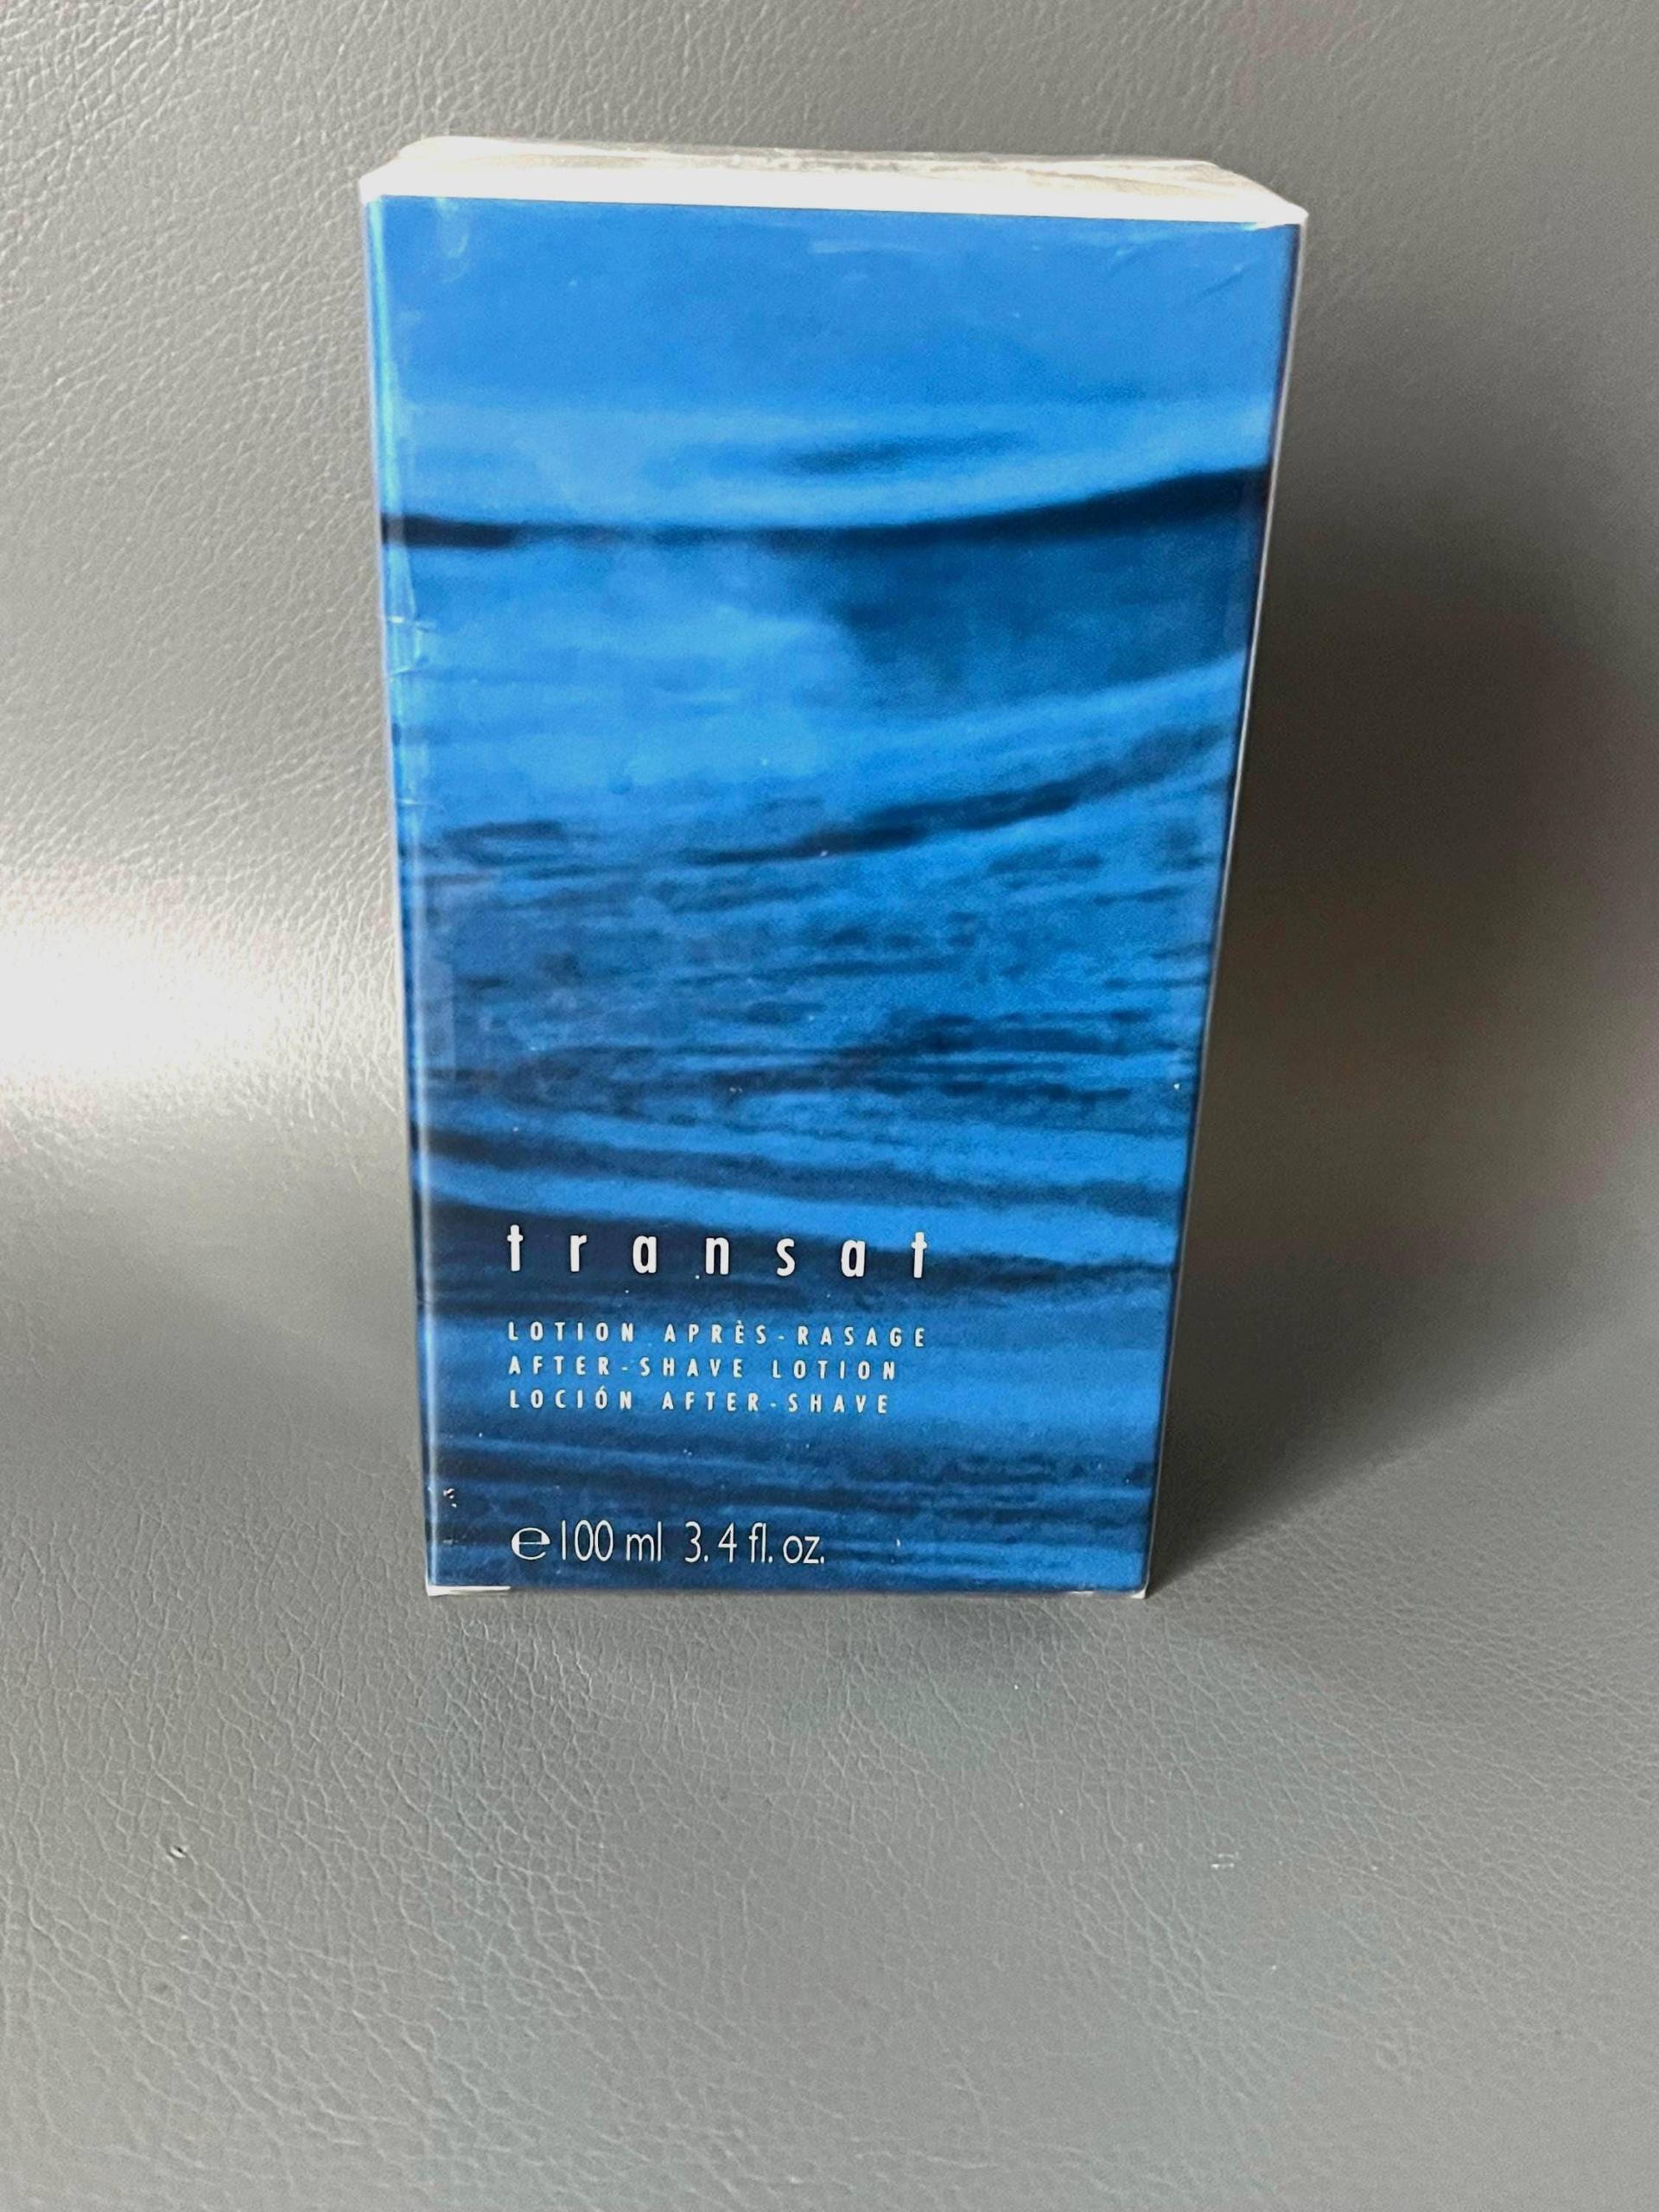 transat
LOTION APRÈS-RASAGE
AFTER-SHAVE LOTION
LOCIÓN AFTER-SHAVE
℮100 ml 3.4 fl. oz.